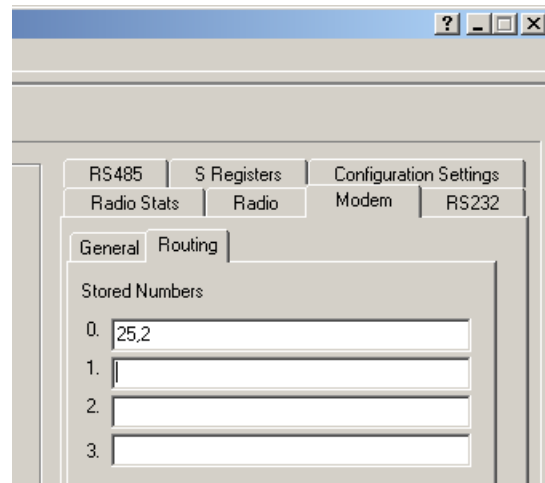 RS485 S Registers Configuration Settings
Radio Stats Radio Modem RS232
General Routing
Stored Numbers
0. 25,2
1.
2.
3.